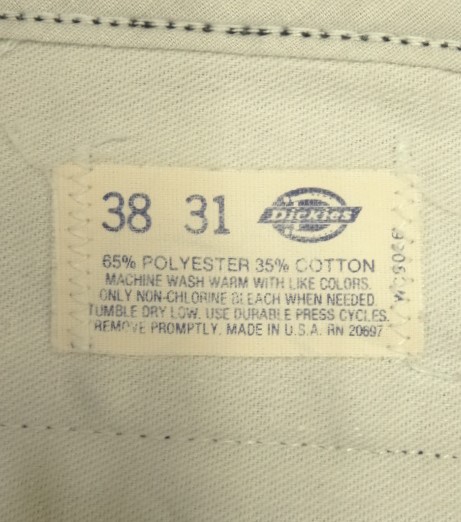 38 31 Dickies
65% POLYESTER 35% COTTON
MACHINE WASH WARM WITH LIKE COLORS.
ONLY NON-CHLORINE BLEACH WHEN NEEDED.
TUMBLE DRY LOW. USE DURABLE PRESS CYCLES.
REMOVE PROMPTLY. MADE IN U.S.A. RN 20697